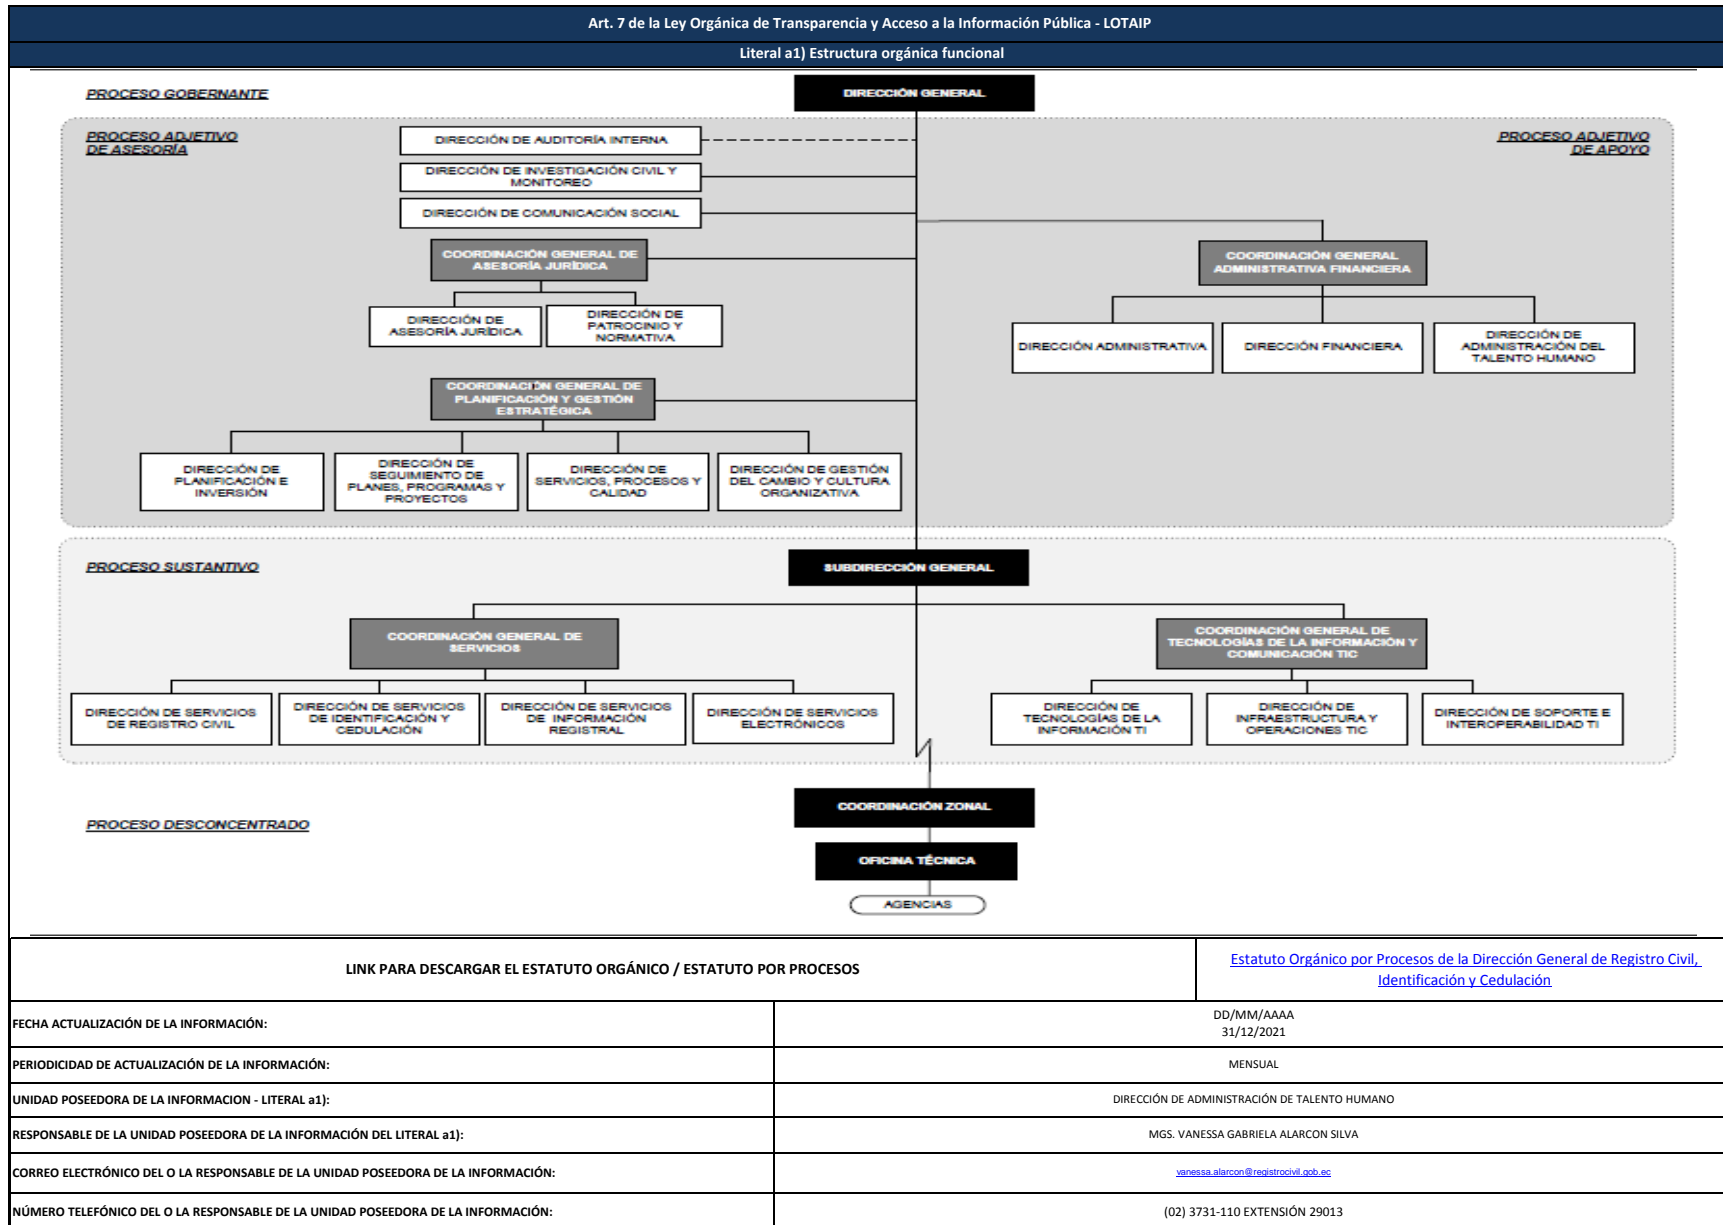 Art. 7 de la Ley Orgánica de Transparencia y Acceso a la Información Pública - LOTAIP
Literal a1) Estructura orgánica funcional
PROCESO GOBERNANTE
DIRECCIÓN GENERAL
PROCESO ADJETIVO
DE ASESORÍA
DIRECCIÓN DE AUDITORÍA INTERNA
PROCESO ADJETIVO
DE APOYO
DIRECCIÓN DE INVESTIGACIÓN CIVIL Y
MONITOREO
DIRECCIÓN DE COMUNICACIÓN SOCIAL
COORDINACIÓN GENERAL DE
ASESORÍA JURÍDICA
COORDINACIÓN GENERAL
ADMINISTRATIVA FINANCIERA
DIRECCIÓN DE
ASESORÍA JURÍDICA
DIRECCIÓN DE
PATROCINIO Y
NORMATIVA
DIRECCIÓN ADMINISTRATIVA
DIRECCIÓN FINANCIERA
DIRECCIÓN DE
ADMINISTRACIÓN DEL
TALENTO HUMANO
COORDINACIÓN GENERAL DE
PLANIFICACIÓN Y GESTIÓN
ESTRATÉGICA
DIRECCIÓN DE
PLANIFICACIÓN E
INVERSIÓN
DIRECCIÓN DE
SEGUIMIENTO DE
PLANES, PROGRAMAS Y
PROYECTOS
DIRECCIÓN DE
SERVICIOS, PROCESOS Y
CALIDAD
DIRECCIÓN DE GESTIÓN
DEL CAMBIO Y CULTURA
ORGANIZATIVA
PROCESO SUSTANTIVO
SUBDIRECCIÓN GENERAL
COORDINACIÓN GENERAL DE
SERVICIOS
COORDINACIÓN GENERAL DE
TECNOLOGÍAS DE LA INFORMACIÓN Y
COMUNICACIÓN TIC
DIRECCIÓN DE SERVICIOS
DE REGISTRO CIVIL
DIRECCIÓN DE SERVICIOS
DE IDENTIFICACIÓN Y
CEDULACIÓN
DIRECCIÓN DE SERVICIOS
DE INFORMACIÓN
REGISTRAL
DIRECCIÓN DE SERVICIOS
ELECTRÓNICOS
DIRECCIÓN DE
TECNOLOGÍAS DE LA
INFORMACIÓN TI
DIRECCIÓN DE
INFRAESTRUCTURA Y
OPERACIONES TIC
DIRECCIÓN DE SOPORTE E
INTEROPERABILIDAD TI
COORDINACIÓN ZONAL
PROCESO DESCONCENTRADO
OFICINA TÉCNICA
AGENCIAS
LINK PARA DESCARGAR EL ESTATUTO ORGÁNICO / ESTATUTO POR PROCESOS
Estatuto Orgánico por Procesos de la Dirección General de Registro Civil,
Identificación y Cedulación
FECHA ACTUALIZACIÓN DE LA INFORMACIÓN:
DD/MM/AAAA
31/12/2021
PERIODICIDAD DE ACTUALIZACIÓN DE LA INFORMACIÓN:
MENSUAL
UNIDAD POSEEDORA DE LA INFORMACION - LITERAL a1):
DIRECCIÓN DE ADMINISTRACIÓN DE TALENTO HUMANO
RESPONSABLE DE LA UNIDAD POSEEDORA DE LA INFORMACIÓN DEL LITERAL a1):
MGS. VANESSA GABRIELA ALARCON SILVA
CORREO ELECTRÓNICO DEL O LA RESPONSABLE DE LA UNIDAD POSEEDORA DE LA INFORMACIÓN:
vanessa.alarcon@registrocivil.gob.ec
NÚMERO TELEFÓNICO DEL O LA RESPONSABLE DE LA UNIDAD POSEEDORA DE LA INFORMACIÓN:
(02) 3731-110 EXTENSIÓN 29013